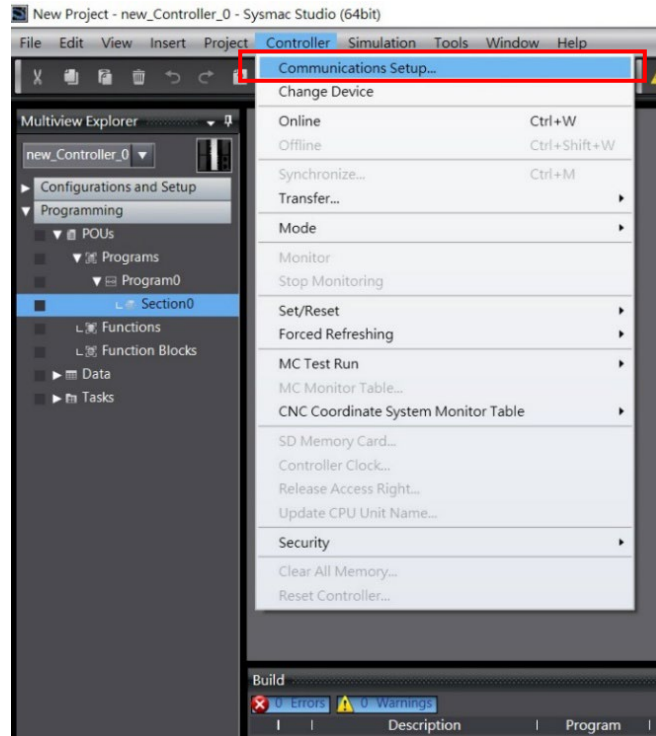 New Project - new_Controller_0 - Sysmac Studio (64bit)
File Edit View Insert Project Controller Simulation Tools Window Help
Communications Setup...
Change Device
Online Ctrl+W
Offline Ctrl+Shift+W
Synchronize... Ctrl+M
Transfer...
Mode
Monitor
Stop Monitoring
Set/Reset
Forced Refreshing
MC Test Run
MC Monitor Table...
CNC Coordinate System Monitor Table
SD Memory Card...
Controller Clock...
Release Access Right...
Update CPU Unit Name...
Security
Clear All Memory...
Reset Controller...
Multiview Explorer
new_Controller_0
Configurations and Setup
Programming
POUs
Programs
Program0
Section0
Functions
Function Blocks
Data
Tasks
Build
0 Errors 0 Warnings
! | Description | Program |